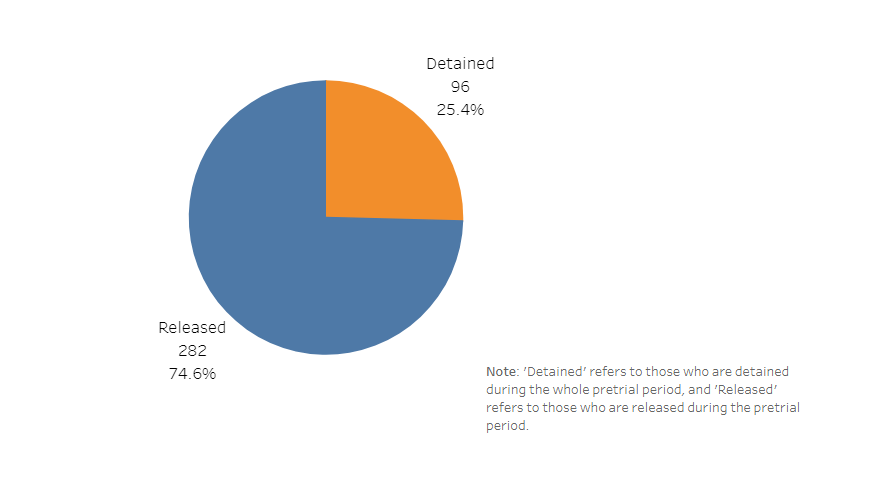 Detained
96
25.4%
Released
282
74.6%
Note: 'Detained' refers to those who are detained
during the whole pretrial period, and 'Released'
refers to those who are released during the pretrial
period.